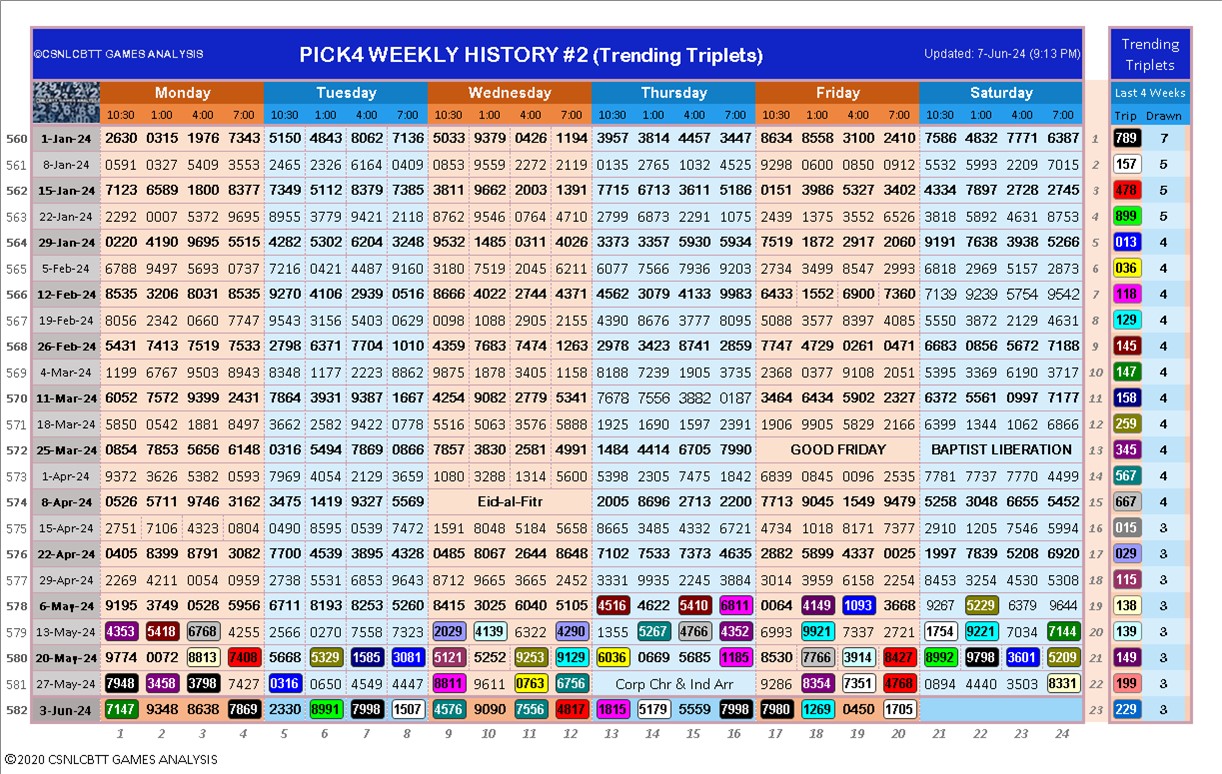 ©CSNLCBTT GAMES ANALYSIS PICK4 WEEKLY HISTORY #2 (Trending Triplets) Updated: 7-Jun-24 (9:13 PM) Trending Triplets
Monday Tuesday Wednesday Thursday Friday Saturday Last 4 Weeks
10:30 1:00 4:00 7:00 10:30 1:00 4:00 7:00 10:30 1:00 4:00 7:00 10:30 1:00 4:00 7:00 10:30 1:00 4:00 7:00 10:30 1:00 4:00 7:00 Trip Drawn
560 1-Jan-24 2630 0315 1976 7343 5150 4843 8062 7136 5033 9379 0426 1194 3957 3814 4457 3447 8634 8558 3100 2410 7586 4832 7771 6387 1 789 7
561 8-Jan-24 0591 0327 5409 3553 2465 2326 6164 0409 0853 9559 2272 2119 0135 2765 1032 4525 9298 0600 0850 0912 5532 5993 2209 7015 2 157 5
562 15-Jan-24 7123 6589 1800 8377 7349 5112 8379 7385 3811 9662 2003 1391 7715 6713 3611 5186 0151 3986 5327 3402 4334 7897 2728 2745 3 478 5
563 22-Jan-24 2292 0007 5372 9695 8955 3779 9421 2118 8762 9546 0764 4710 2799 6873 2291 1075 2439 1375 3552 6526 3818 5892 4631 8753 4 899 5
564 29-Jan-24 0220 4190 9695 5515 4282 5302 6204 3248 9532 1485 0311 4026 3373 3357 5930 5934 7519 1872 2917 2060 9191 7638 3938 5266 5 013 4
565 5-Feb-24 6788 9497 5693 0737 7216 0421 4487 9160 3180 7519 2045 6211 6077 7566 7936 9203 2734 3499 8547 2993 6818 2969 5157 2873 6 036 4
566 12-Feb-24 8535 3206 8031 8535 9270 4106 2939 0516 8666 4022 2744 4371 4562 3079 4133 9983 6433 1552 6900 7360 7139 9239 5754 9542 7 118 4
567 19-Feb-24 8056 2342 0660 7747 9543 3156 5403 0629 6098 1088 2905 2155 4390 8676 3777 8095 5088 3577 8397 4085 5550 3872 2129 4631 8 129 4
568 26-Feb-24 5431 7413 7519 7533 2798 6371 7704 1010 4359 7683 7474 1263 2978 3423 8741 2859 7747 4729 0261 0471 6683 0856 5672 7188 9 145 4
569 4-Mar-24 1199 6767 9503 8943 8348 1177 2223 8862 9875 1878 3405 1158 8188 7239 1905 3735 2368 0377 9108 2051 5395 3369 6190 3717 10 147 4
570 11-Mar-24 6052 7572 9399 2431 7864 3931 9387 1667 4254 9082 2779 5341 7678 7556 3882 0187 3464 6434 5902 2327 6372 5561 0997 7177 11 158 4
571 18-Mar-24 5850 0542 1881 8497 3662 2582 9422 0778 5516 5063 3576 5888 1925 1690 1597 2391 1906 9905 5829 2166 6399 1344 1062 6866 12 259 4
572 25-Mar-24 0854 7853 5656 6148 0316 5494 7869 0866 7857 3830 2581 4991 1484 4414 6705 7990 GOOD FRIDAY BAPTIST LIBERATION 13 345 4
573 1-Apr-24 9372 3626 5382 0593 7969 4054 2129 3655 1080 3288 1314 5600 5398 2305 7475 1842 6839 0845 0096 2535 7781 7737 7770 4499 14 567 4
574 8-Apr-24 0526 5711 9746 3162 3475 1419 9327 5569 Eid-al-Fitr 2005 8696 2713 2200 7713 9045 1549 9479 5258 3048 6655 5452 15 667 4
575 15-Apr-24 2751 7106 4323 0804 0490 8595 0539 7472 1591 8048 5184 5658 8665 3485 4332 6721 4734 1018 8171 7377 2910 1205 7546 5994 16 015 3
576 22-Apr-24 0405 8399 8791 3082 7700 4539 3895 4328 0485 8067 2644 8648 7102 7533 7373 4635 2882 5899 4337 0025 1997 7839 5208 6920 17 029 3
577 29-Apr-24 2269 4211 0054 0959 2738 5531 6853 9643 8712 9665 3665 2452 3331 9935 2245 3884 3014 3959 6158 2254 8453 3254 4530 5308 18 115 3
578 6-May-24 9195 3749 0528 5956 6711 8193 8253 5260 8415 3025 6040 5105 4516 4622 5410 6811 0064 4149 1093 3668 9267 5229 6379 9644 19 138 3
579 13-May-24 4353 5418 6768 4255 2566 0270 7558 7323 2029 4139 6322 4290 1355 5267 4766 4352 6993 9921 7337 2721 1754 9221 7034 7144 20 139 3
580 20-May-24 9774 0072 8813 7408 5668 5329 1585 3081 5121 5252 9253 9129 6036 0669 5685 1185 8530 7766 3914 8427 8992 9798 3601 5209 21 149 3
581 27-May-24 7948 3458 3798 7427 0316 0650 4549 4447 8811 9611 0763 6756 Corp Chr & Ind Arr 9286 8354 7351 4768 0894 4440 3503 8331 22 199 3
582 3-Jun-24 7147 9348 8638 7869 2330 8991 7998 1507 4576 9090 7556 4817 1815 5179 5559 7998 7980 1269 0450 1705 23 229 3
1 2 3 4 5 6 7 8 9 10 11 12 13 14 15 16 17 18 19 20 21 22 23 24
©2020 CSNLCBTT GAMES ANALYSIS